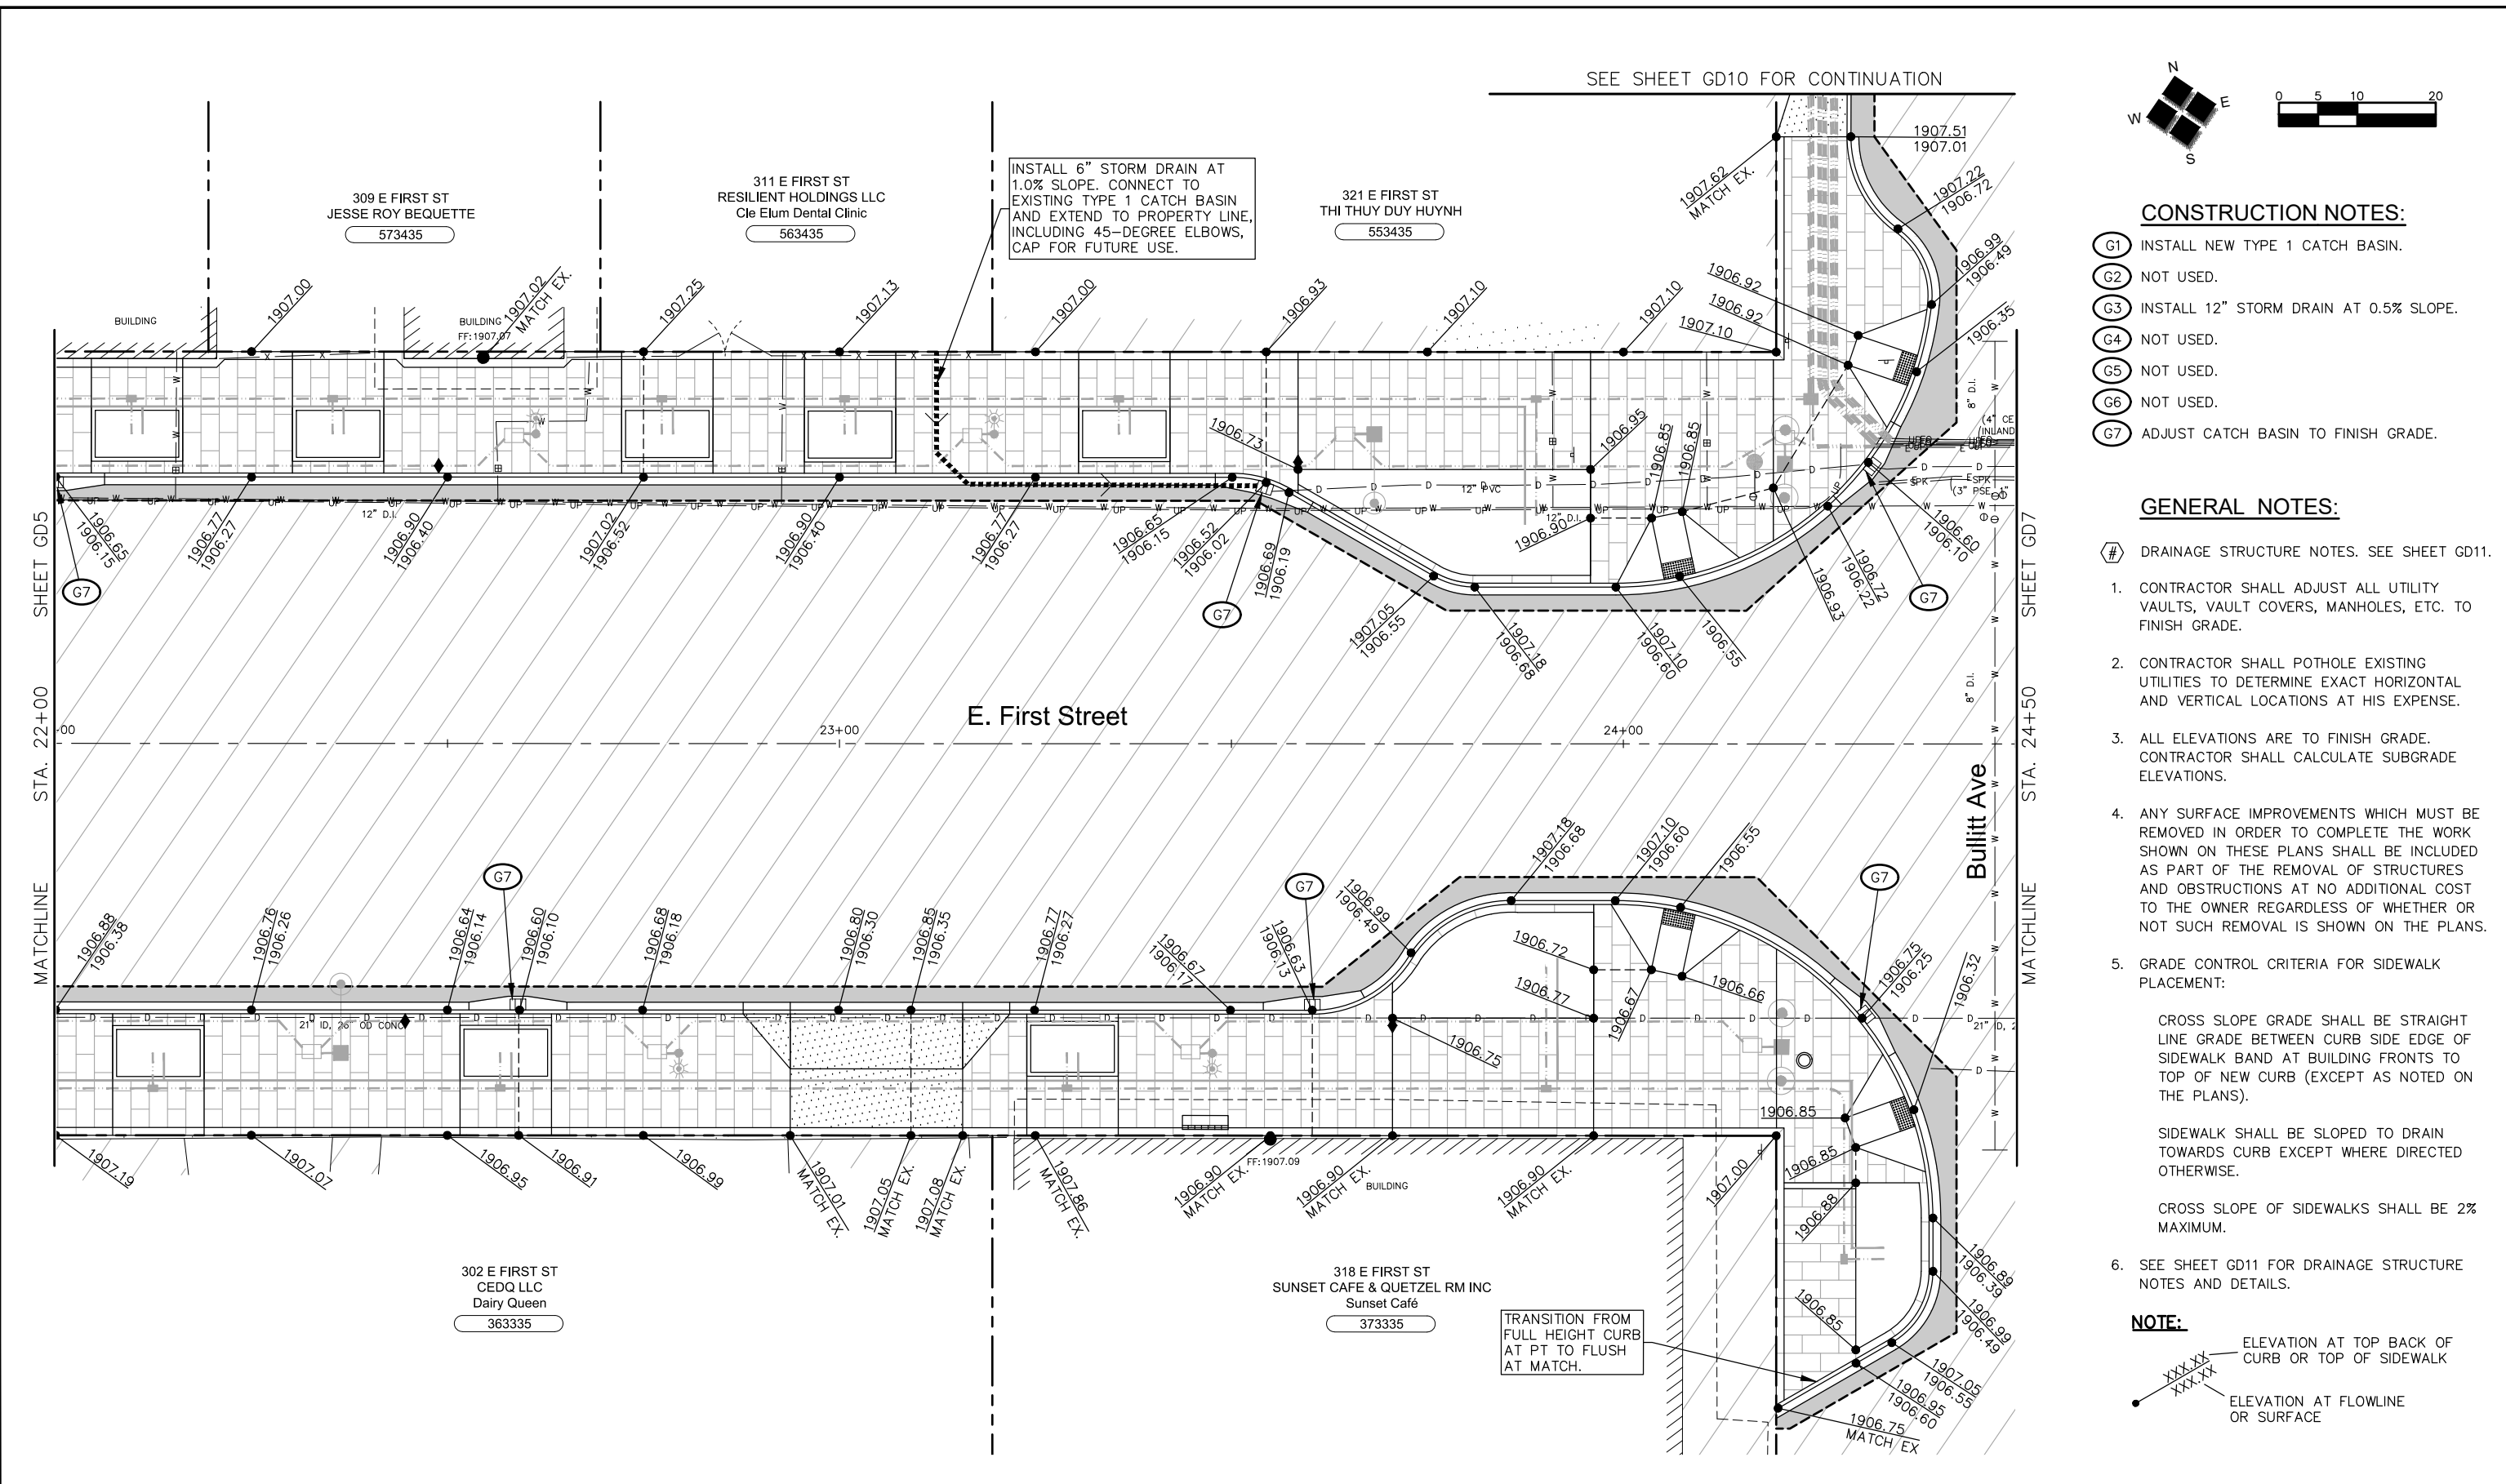 SEE SHEET GD10 FOR CONTINUATION
N
W
E
S
0 5 10 20
309 E FIRST ST
JESSE ROY BEQUETTE
573435
311 E FIRST ST
RESILIENT HOLDINGS LLC
Cle Elum Dental Clinic
563435
INSTALL 6" STORM DRAIN AT
1.0% SLOPE. CONNECT TO
EXISTING TYPE 1 CATCH BASIN
AND EXTEND TO PROPERTY LINE,
INCLUDING 45-DEGREE ELBOWS,
CAP FOR FUTURE USE.
321 E FIRST ST
THI THUY DUY HUYNH
553435
1907.62
MATCH EX.
1907.51
1907.01
1907.22
1906.72
1906.99
1906.49
1906.35
1906.92
1906.92
1907.10
BUILDING
1907.00
BUILDING
FF:1907.07
1907.02
MATCH EX.
1907.25
1907.13
1907.00
1906.93
1907.10
1907.10
1906.73
1906.95
1906.85
1906.85
1906.90
12" PVC
12" D.I.
12" D.I.
8" D.I.
(4" CE
(INLAND
SPK
(3" PSE
1906.65
1906.15
1906.77
1906.27
1906.90
1906.40
1907.02
1906.52
1906.90
1906.40
1906.77
1906.27
1906.65
1906.15
1906.52
1906.02
1906.69
1906.19
1907.05
1906.55
1907.18
1906.68
1907.10
1906.60
1906.55
1906.93
1906.72
1906.22
1906.60
1906.10
G7
G7
G7
MATCHLINE STA. 22+00 SHEET GD5
MATCHLINE STA. 24+50 SHEET GD7
E. First Street
-00
23+00
24+00
8" D.I.
Bullitt Ave
G7
G7
G7
1906.88
1906.38
1906.76
1906.26
1906.64
1906.14
1906.60
1906.10
1906.68
1906.18
1906.80
1906.30
1906.85
1906.35
1906.77
1906.27
1906.67
1906.17
1906.63
1906.13
1906.99
1906.49
1907.18
1906.68
1907.10
1906.60
1906.55
1906.75
1906.25
1906.32
1906.72
1906.77
1906.67
1906.66
1906.75
21" ID, 26" OD CONC
21" ID, 2
1906.85
1906.85
1906.88
1907.19
1907.07
1906.95
1906.91
1906.99
1907.01
MATCH EX.
1907.05
MATCH EX.
1907.08
MATCH EX.
1907.86
MATCH EX.
1906.90
MATCH EX.
FF:1907.09
1906.90
MATCH EX.
BUILDING
1906.90
MATCH EX.
1907.00
1906.89
1906.39
1906.99
1906.49
1907.05
1906.55
1906.95
1906.60
1906.85
1906.75
MATCH EX
302 E FIRST ST
CEDQ LLC
Dairy Queen
363335
318 E FIRST ST
SUNSET CAFE & QUETZEL RM INC
Sunset Café
373335
TRANSITION FROM
FULL HEIGHT CURB
AT PT TO FLUSH
AT MATCH.
CONSTRUCTION NOTES:
G1 INSTALL NEW TYPE 1 CATCH BASIN.
G2 NOT USED.
G3 INSTALL 12" STORM DRAIN AT 0.5% SLOPE.
G4 NOT USED.
G5 NOT USED.
G6 NOT USED.
G7 ADJUST CATCH BASIN TO FINISH GRADE.
GENERAL NOTES:
# DRAINAGE STRUCTURE NOTES. SEE SHEET GD11.
1. CONTRACTOR SHALL ADJUST ALL UTILITY
VAULTS, VAULT COVERS, MANHOLES, ETC. TO
FINISH GRADE.
2. CONTRACTOR SHALL POTHOLE EXISTING
UTILITIES TO DETERMINE EXACT HORIZONTAL
AND VERTICAL LOCATIONS AT HIS EXPENSE.
3. ALL ELEVATIONS ARE TO FINISH GRADE.
CONTRACTOR SHALL CALCULATE SUBGRADE
ELEVATIONS.
4. ANY SURFACE IMPROVEMENTS WHICH MUST BE
REMOVED IN ORDER TO COMPLETE THE WORK
SHOWN ON THESE PLANS SHALL BE INCLUDED
AS PART OF THE REMOVAL OF STRUCTURES
AND OBSTRUCTIONS AT NO ADDITIONAL COST
TO THE OWNER REGARDLESS OF WHETHER OR
NOT SUCH REMOVAL IS SHOWN ON THE PLANS.
5. GRADE CONTROL CRITERIA FOR SIDEWALK
PLACEMENT:
CROSS SLOPE GRADE SHALL BE STRAIGHT
LINE GRADE BETWEEN CURB SIDE EDGE OF
SIDEWALK BAND AT BUILDING FRONTS TO
TOP OF NEW CURB (EXCEPT AS NOTED ON
THE PLANS).
SIDEWALK SHALL BE SLOPED TO DRAIN
TOWARDS CURB EXCEPT WHERE DIRECTED
OTHERWISE.
CROSS SLOPE OF SIDEWALKS SHALL BE 2%
MAXIMUM.
6. SEE SHEET GD11 FOR DRAINAGE STRUCTURE
NOTES AND DETAILS.
NOTE:
XXX.XX
XXX.XX
ELEVATION AT TOP BACK OF
CURB OR TOP OF SIDEWALK
ELEVATION AT FLOWLINE
OR SURFACE